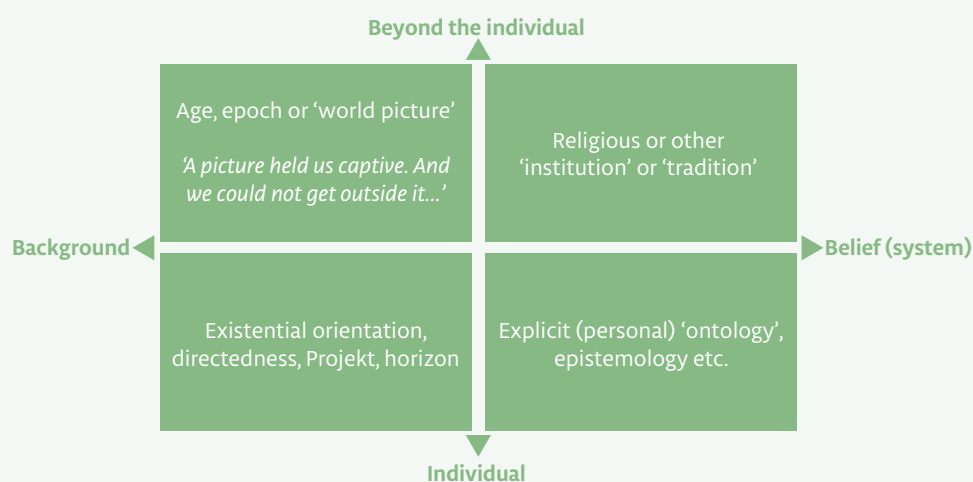 Beyond the individual
Age, epoch or ‘world picture’
‘A picture held us captive. And
we could not get outside it...’
Religious or other
‘institution’ or ‘tradition’
Background
Belief (system)
Existential orientation,
directedness, Projekt, horizon
Explicit (personal) ‘ontology’,
epistemology etc.
Individual